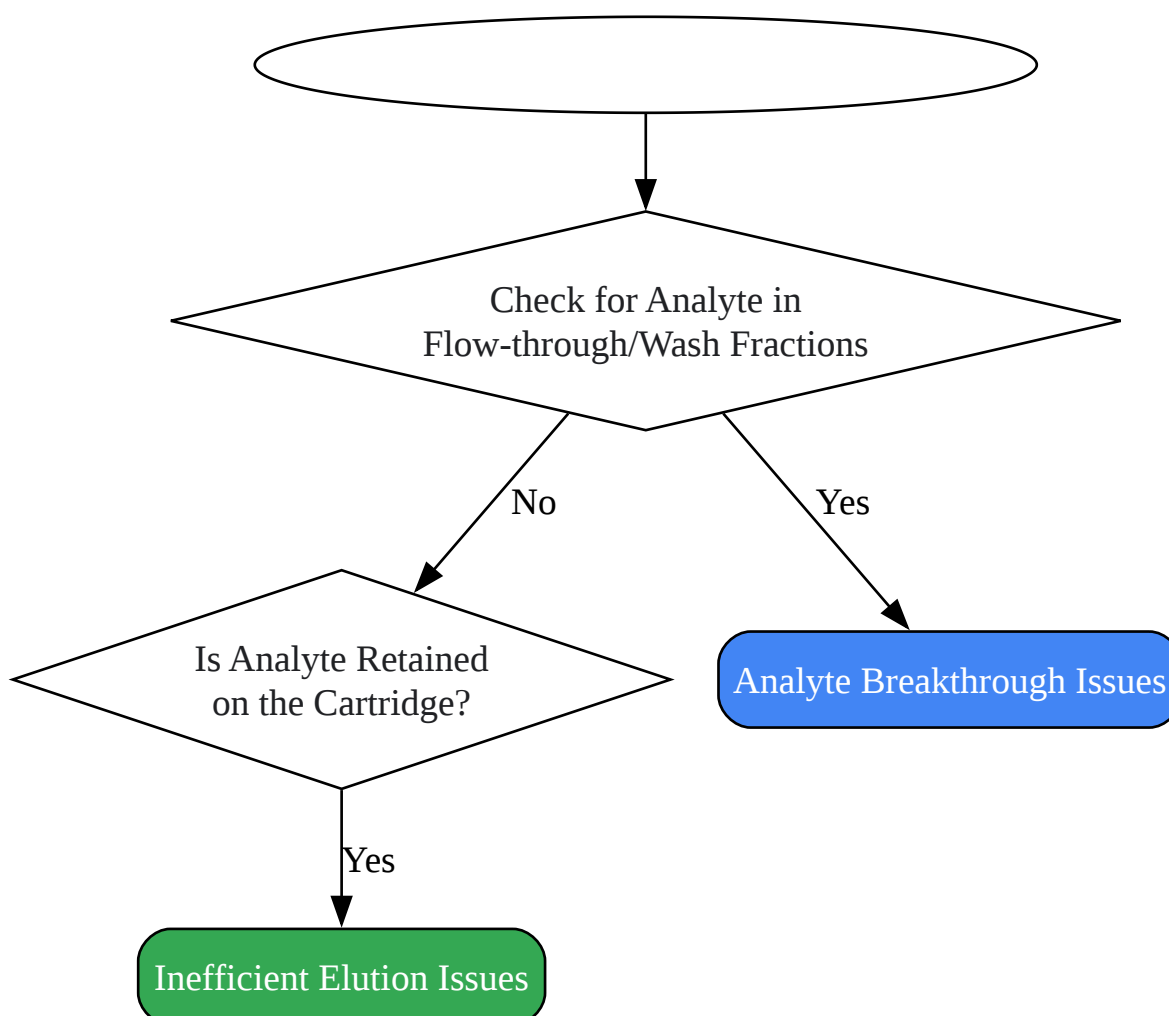 Check for Analyte in
Flow-through/Wash Fractions
No
Yes
Is Analyte Retained
on the Cartridge?
Analyte Breakthrough Issues
Yes
Inefficient Elution Issues